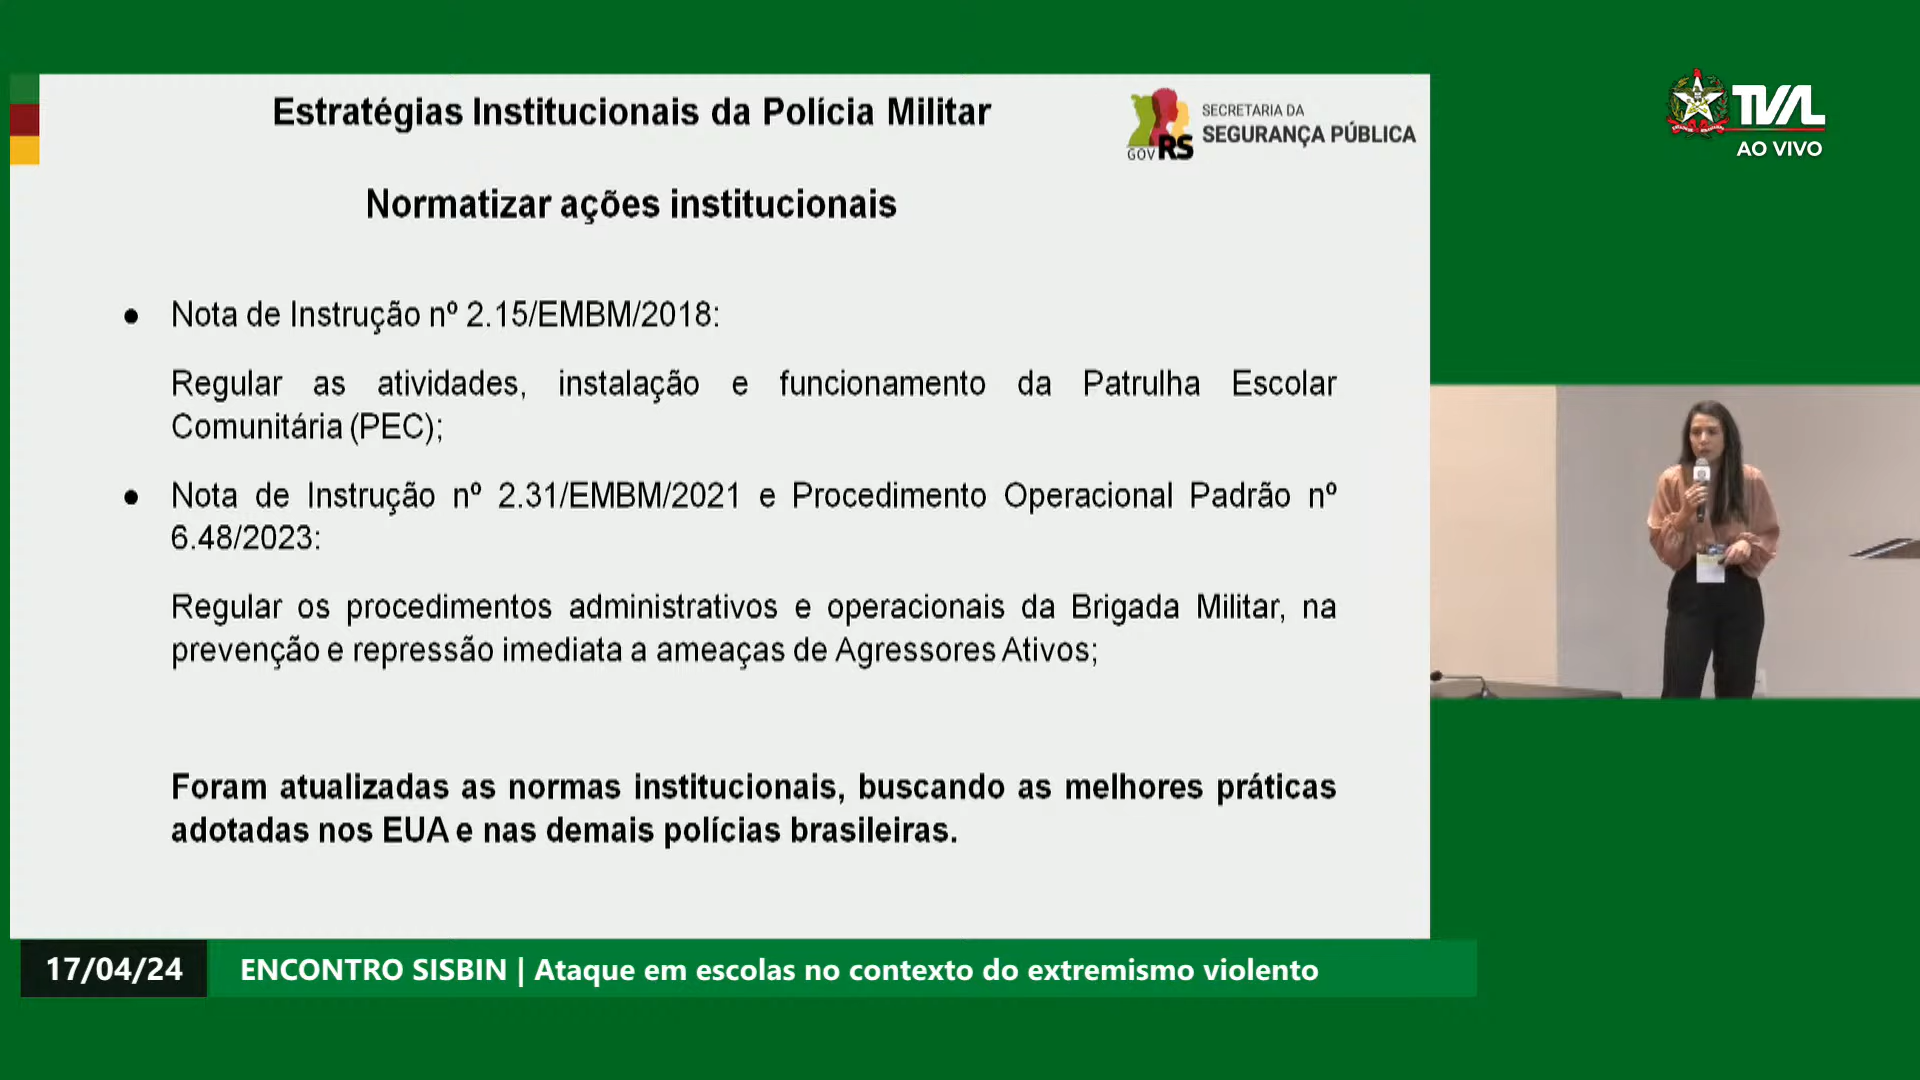 Estratégias Institucionais da Polícia Militar
GOV RS
SECRETARIA DA
SEGURANÇA PÚBLICA
TVAL
AO VIVO
Normatizar ações institucionais
● Nota de Instrução nº 2.15/EMBM/2018:
Regular as atividades, instalação e funcionamento da Patrulha Escolar
Comunitária (PEC);
● Nota de Instrução nº 2.31/EMBM/2021 e Procedimento Operacional Padrão nº
6.48/2023:
Regular os procedimentos administrativos e operacionais da Brigada Militar, na
prevenção e repressão imediata a ameaças de Agressores Ativos;
Foram atualizadas as normas institucionais, buscando as melhores práticas
adotadas nos EUA e nas demais polícias brasileiras.
17/04/24
ENCONTRO SISBIN | Ataque em escolas no contexto do extremismo violento